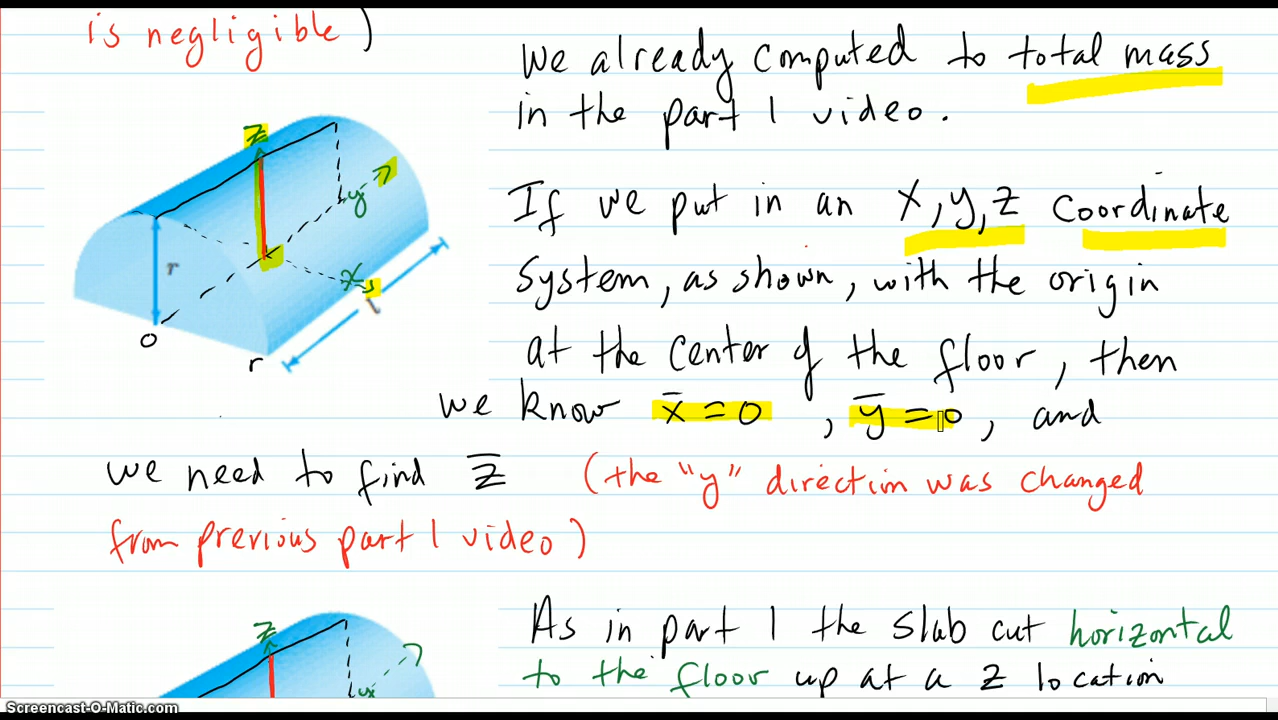 is negligible)
We already computed to total mass
in the part 1 video.
z
y
r
x
o
r
If we put in an x, y, z coordinate
system, as shown, with the origin
at the center of the floor, then
we know x̄ = 0 , ȳ = 0 , and
we need to find z̄ (the "y" direction was changed
from previous part 1 video)
z
As in part 1 the slab cut horizontal
to the floor up at a z location
Screencast-O-Matic.com